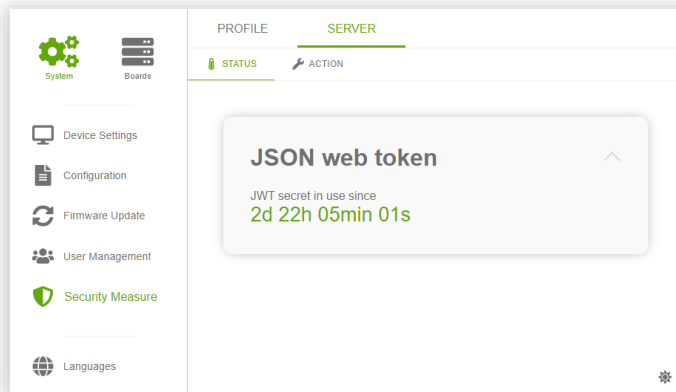 PROFILE
SERVER
System
Boards
STATUS
ACTION
Device Settings
Configuration
Firmware Update
User Management
Security Measure
Languages
JSON web token
JWT secret in use since
2d 22h 05min 01s